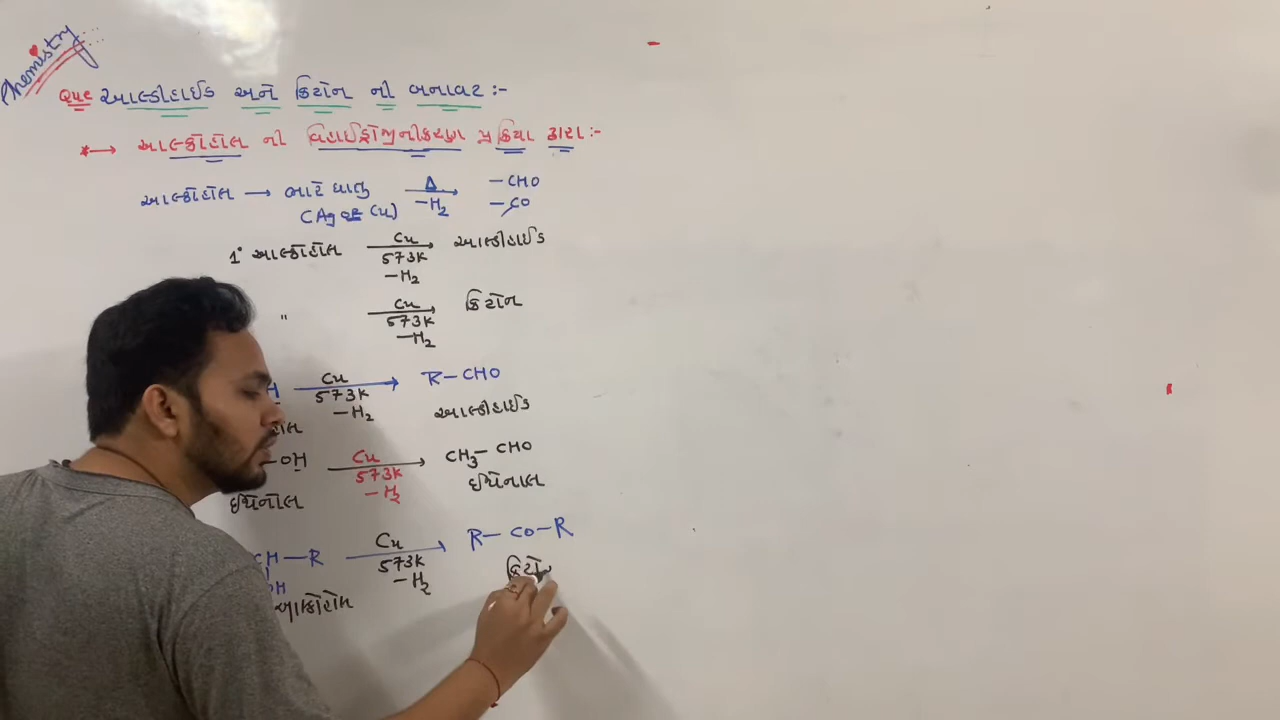 Chemistry
Que આલ્ડીહાઈડ અને કિટોન ની બનાવટ :-
*→ આલ્કોહોલ ની વિહાઈડ્રોજનીકરણ પ્રક્રિયા દ્વારા :-
આલ્કોહોલ → ભારે ધાતુ (Ag or Cu) Δ → -H₂ -CHO
-CO
1° આલ્કોહોલ Cu → 573K -H₂ આલ્ડીહાઈડ
" Cu → 573K -H₂ કિટોન
H Cu → 573K -H₂ R-CHO
આલ્ડીહાઈડ
-OH Cu → 573K -H₂ CH₃-CHO
ઈથેનોલ ઈથેનાલ
CH-R Cu → 573K -H₂ R-CO-R
OH
આલ્કોહોલ